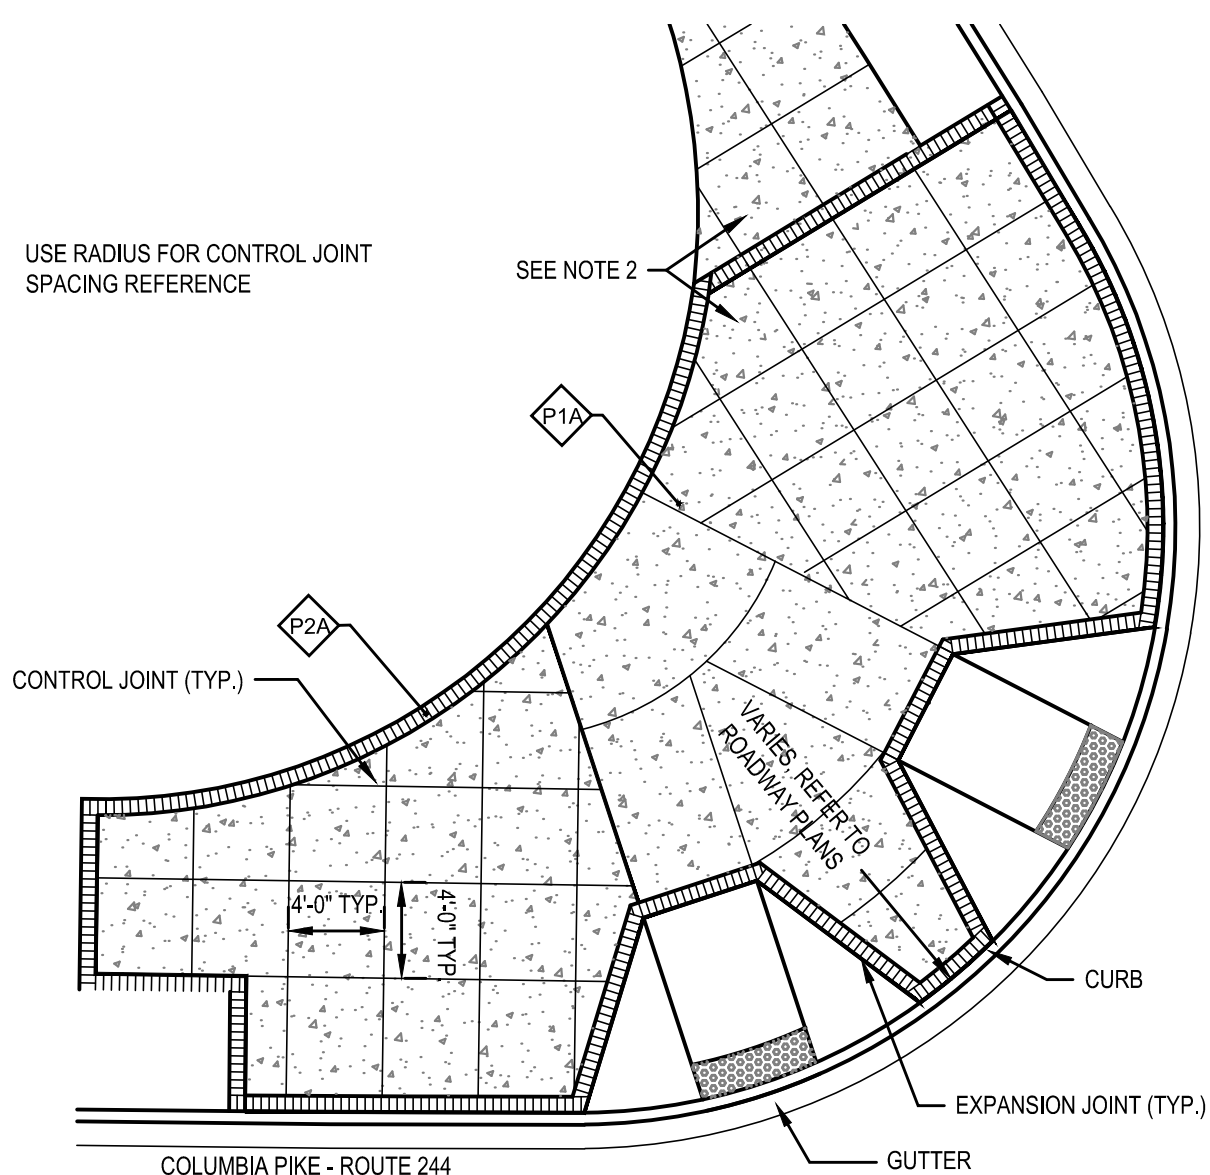 USE RADIUS FOR CONTROL JOINT
SPACING REFERENCE
SEE NOTE 2
P1A
P2A
CONTROL JOINT (TYP.)
VARIES, REFER TO
ROADWAY PLANS
4'-0" TYP.
4'-0" TYP.
CURB
EXPANSION JOINT (TYP.)
GUTTER
COLUMBIA PIKE - ROUTE 244